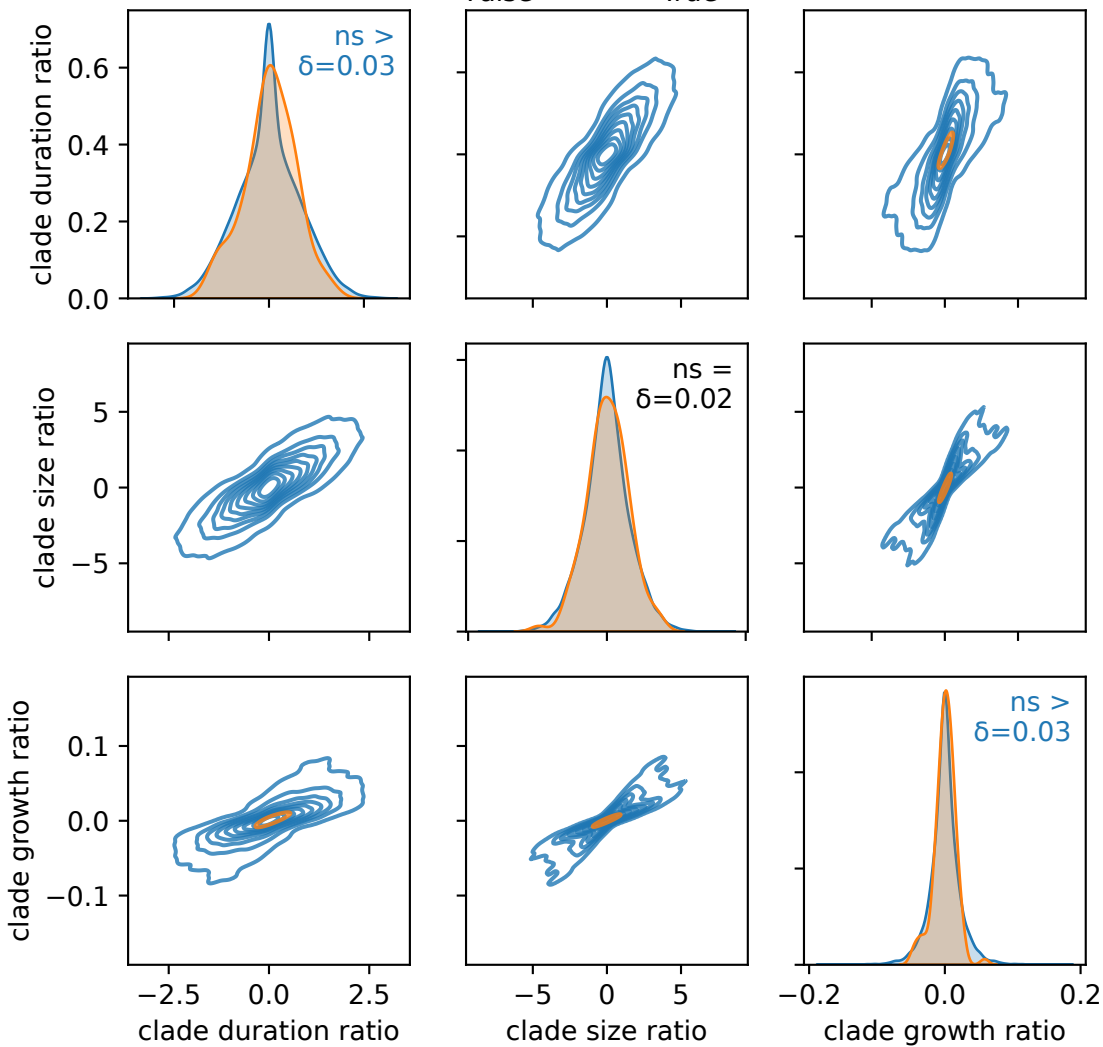 ns >
δ=0.03
clade duration ratio
0.6
0.4
0.2
0.0
ns =
δ=0.02
clade size ratio
5
0
−5
ns >
δ=0.03
clade growth ratio
0.1
0.0
−0.1
−2.5 0.0 2.5
−5 0 5
−0.2 0.0 0.2
clade duration ratio
clade size ratio
clade growth ratio